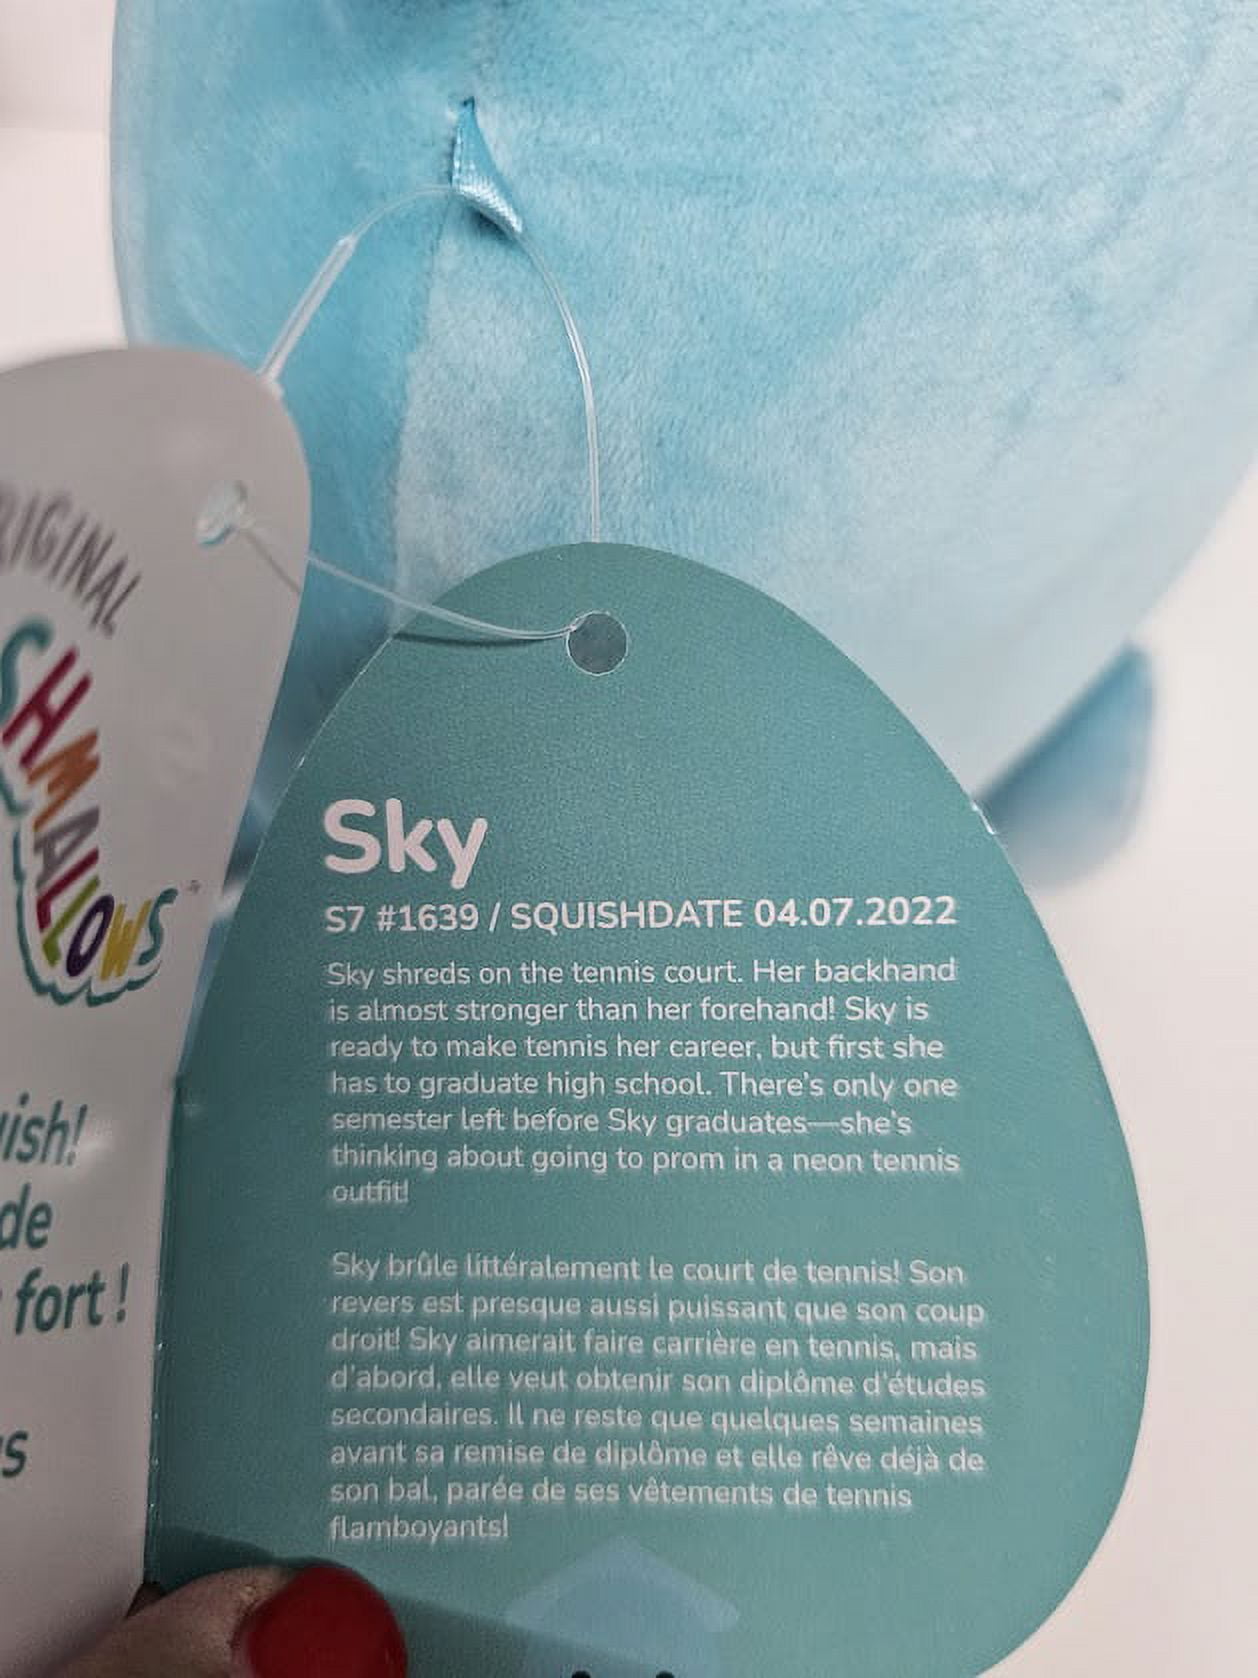 SHMALLOWS
fort !
de
Sky
S7 #1639 / SQUISHDATE 04.07.2022
Sky shreds on the tennis court. Her backhand
is almost stronger than her forehand! Sky is
ready to make tennis her career, but first she
has to graduate high school. There's only one
semester left before Sky graduates—she's
thinking about going to prom in a neon tennis
outfit!
Sky brûle littéralement le court de tennis! Son
revers est presque aussi puissant que son coup
droit! Sky aimerait faire carrière en tennis, mais
d'abord, elle veut obtenir son diplôme d'études
secondaires. Il ne reste que quelques semaines
avant sa remise de diplôme et elle rêve déjà de
son bal, parée de ses vêtements de tennis
flamboyants!